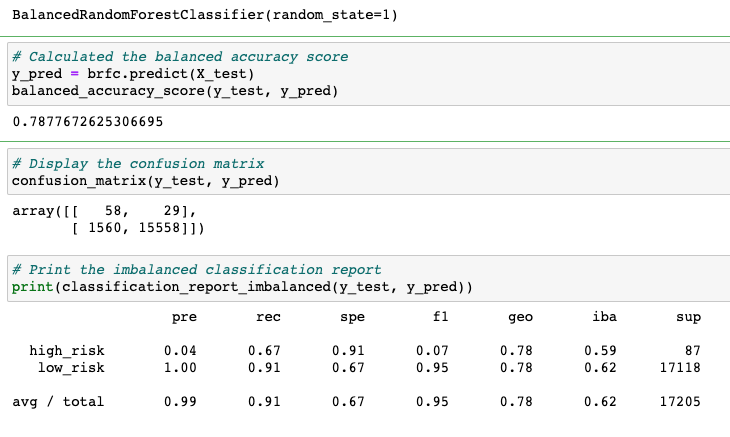 BalancedRandomForestClassifier(random_state=1)
# Calculated the balanced accuracy score
y_pred = brfc.predict(X_test)
balanced_accuracy_score(y_test, y_pred)
0.7877672625306695
# Display the confusion matrix
confusion_matrix(y_test, y_pred)
array([[   58,    29],
       [ 1560, 15558]])
# Print the imbalanced classification report
print(classification_report_imbalanced(y_test, y_pred))
                   pre       rec       spe        f1       geo       iba       sup
  high_risk       0.04      0.67      0.91      0.07      0.78      0.59        87
   low_risk       1.00      0.91      0.67      0.95      0.78      0.62     17118
avg / total       0.99      0.91      0.67      0.95      0.78      0.62     17205